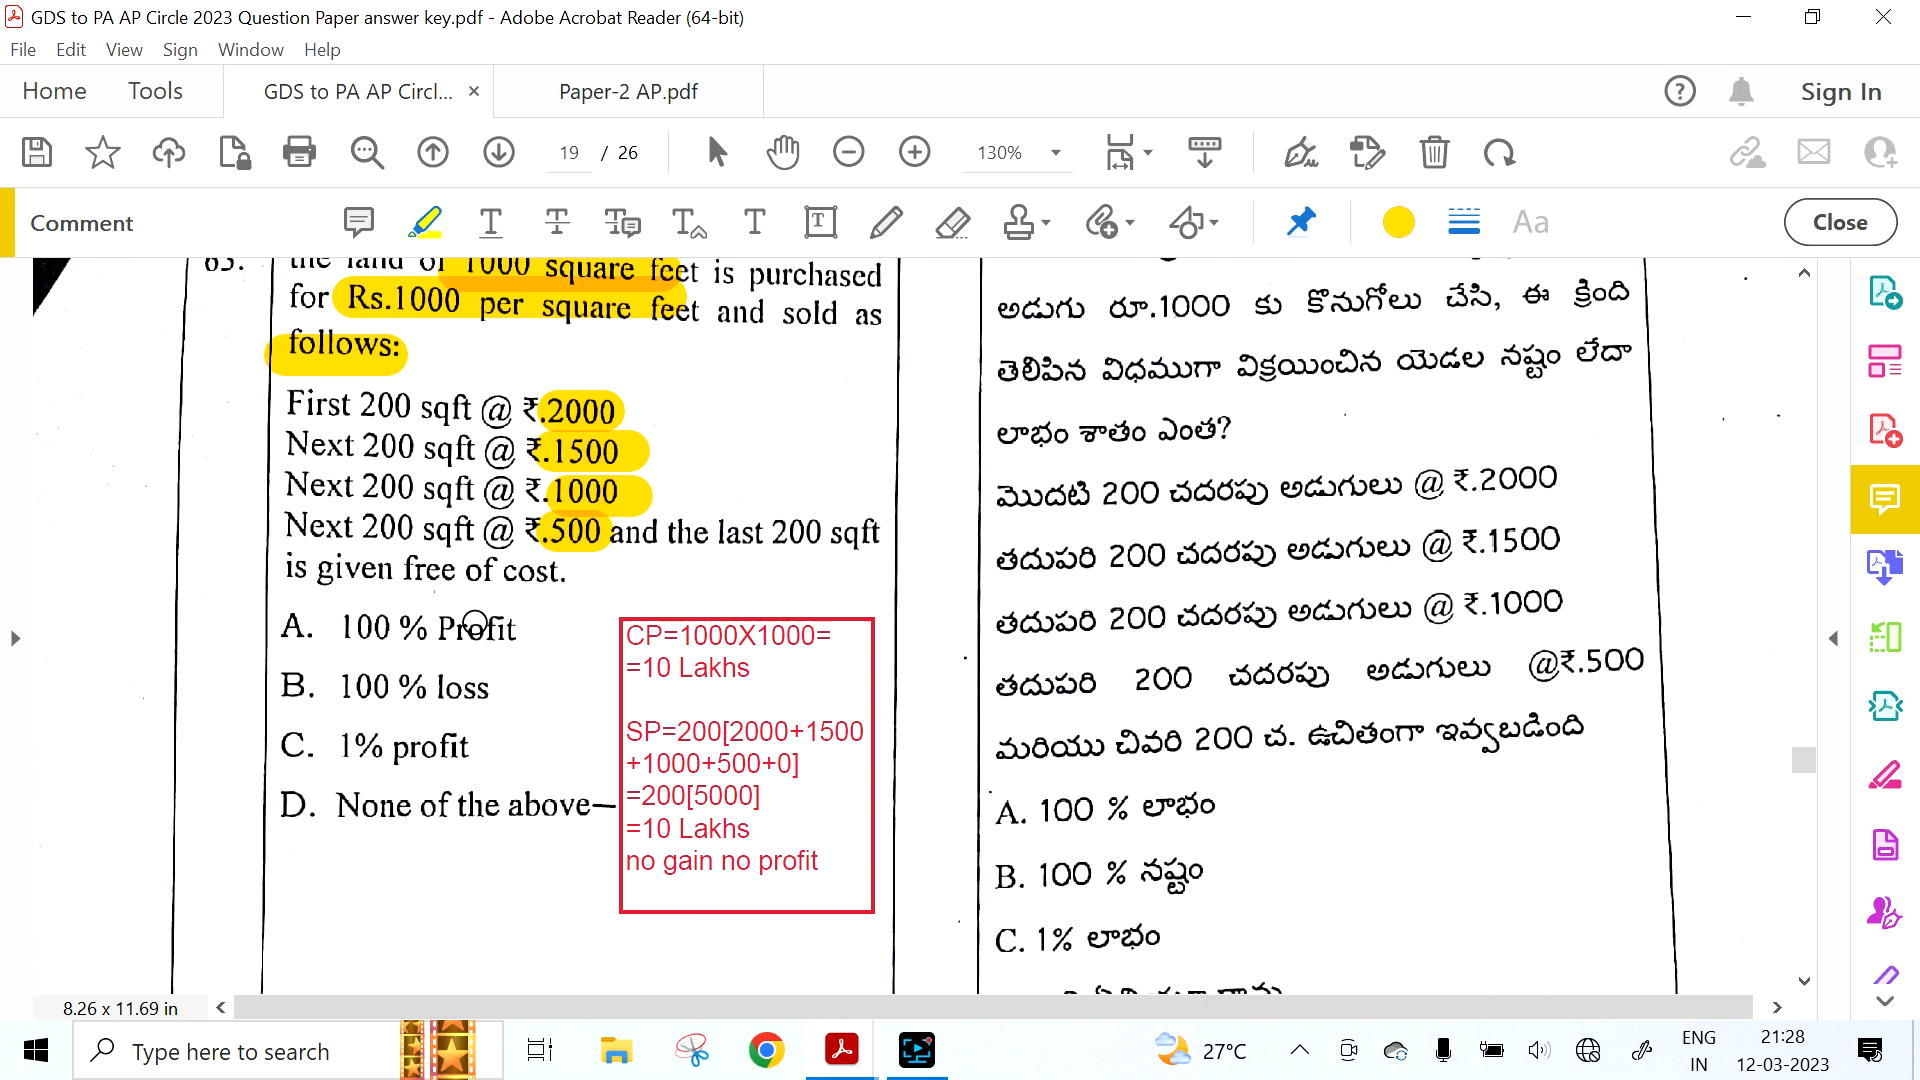 GDS to PA AP Circle 2023 Question Paper answer key.pdf - Adobe Acrobat Reader (64-bit)
File Edit View Sign Window Help
Home Tools GDS to PA AP Circl... × Paper-2 AP.pdf Sign In
19 / 26 130%
Comment Aa Close
63. the land of 1000 square feet is purchased
for Rs.1000 per square feet and sold as
follows:
First 200 sqft @ ₹.2000
Next 200 sqft @ ₹.1500
Next 200 sqft @ ₹.1000
Next 200 sqft @ ₹.500 and the last 200 sqft
is given free of cost.
A. 100 % Profit
B. 100 % loss
C. 1% profit
D. None of the above
CP=1000X1000=
=10 Lakhs
SP=200[2000+1500
+1000+500+0]
=200[5000]
=10 Lakhs
no gain no profit
అడుగు రూ.1000 కు కొనుగోలు చేసి, ఈ క్రింది
తెలిపిన విధముగా విక్రయించిన యెడల నష్టం లేదా
లాభం శాతం ఎంత?
మొదటి 200 చదరపు అడుగులు @ ₹.2000
తదుపరి 200 చదరపు అడుగులు @ ₹.1500
తదుపరి 200 చదరపు అడుగులు @ ₹.1000
తదుపరి 200 చదరపు అడుగులు @₹.500
మరియు చివరి 200 చ. ఉచితంగా ఇవ్వబడింది
A. 100 % లాభం
B. 100 % నష్టం
C. 1% లాభం
8.26 x 11.69 in
Type here to search
27°C
ENG
IN
21:28
12-03-2023